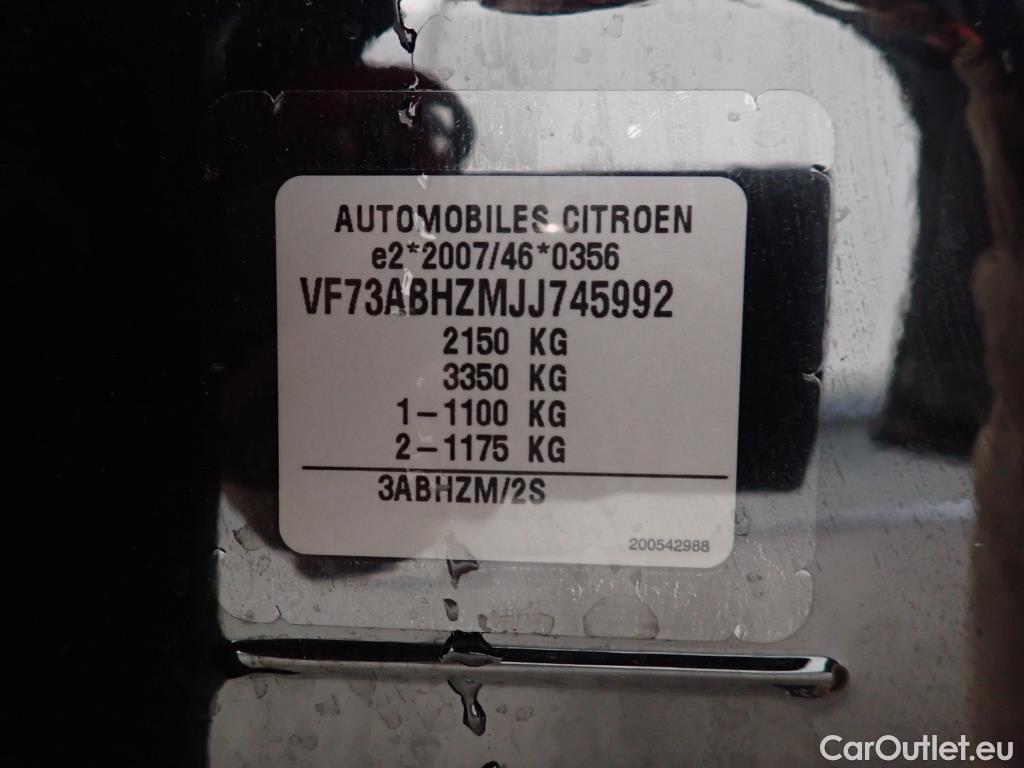 AUTOMOBILES CITROEN
e2*2007/46*0356
VF73ABHZMJJ745992
2150 KG
3350 KG
1-1100 KG
2-1175 KG
3ABHZM/2S
200542988
CarOutlet.eu